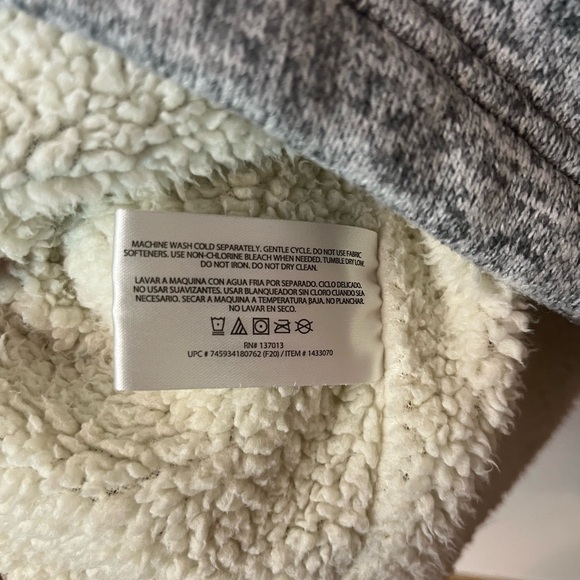 MACHINE WASH COLD SEPARATELY. GENTLE CYCLE. DO NOT USE FABRIC
SOFTENERS. USE NON-CHLORINE BLEACH WHEN NEEDED. TUMBLE DRY LOW.
DO NOT IRON. DO NOT DRY CLEAN.
LAVAR A MAQUINA CON AGUA FRIA POR SEPARADO. CICLO DELICADO.
NO USAR SUAVIZANTES. USAR BLANQUEADOR SIN CLORO CUANDO SEA
NECESARIO. SECAR A MAQUINA A TEMPERATURA BAJA. NO PLANCHAR.
NO LAVAR EN SECO.
RN# 137013
UPC # 745934180762 (F20) / ITEM # 1433070